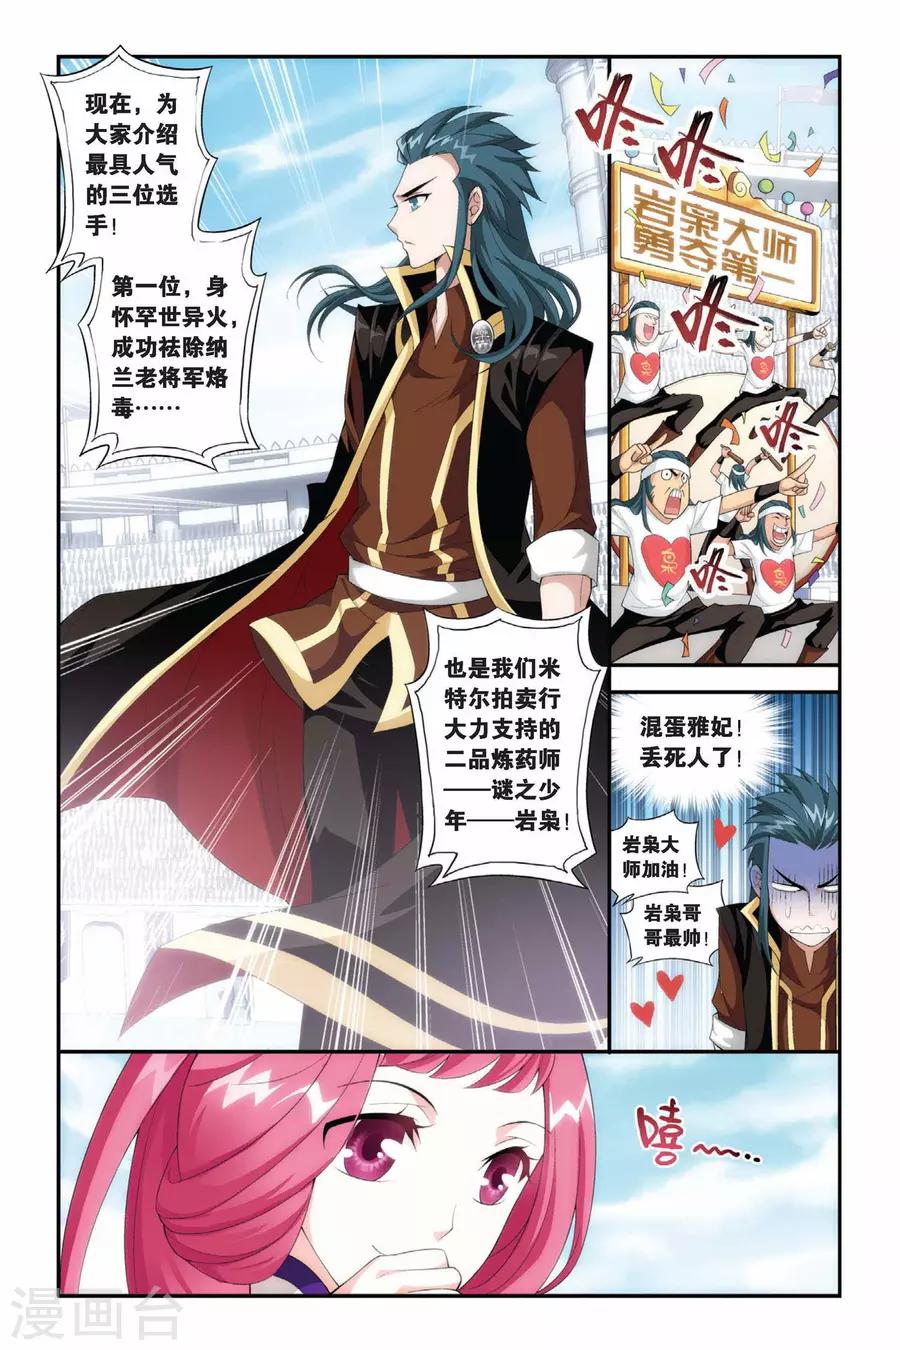 现在，为
大家介绍
最具人气
的三位选
手！
第一位，身
怀罕世异火，
成功祛除纳
兰老将军烙
毒……
咚
咚
岩枭大师
勇夺第一
咚
咚
咚
枭
枭
也是我们米
特尔拍卖行
大力支持的
二品炼药师
——谜之少
年——岩枭！
混蛋雅妃！
丢死人了！
岩枭大
师加油！
岩枭哥
哥最帅！
嘻~~..
漫画台